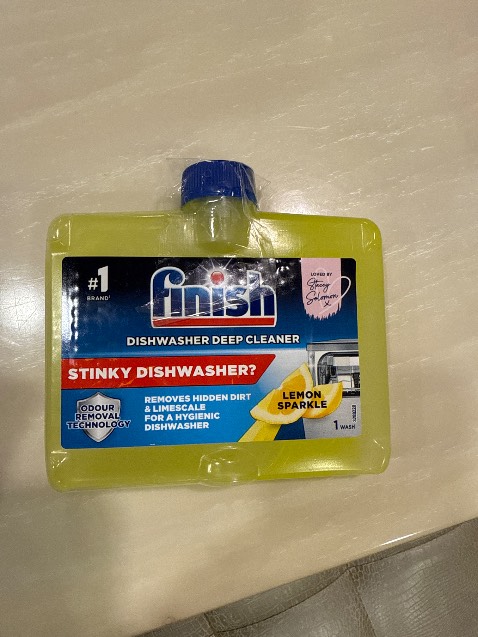 #1
BRAND¹
finish
LOVED BY
Stacey
Solomon
x
DISHWASHER DEEP CLEANER
STINKY DISHWASHER?
ODOUR
REMOVAL
TECHNOLOGY
REMOVES HIDDEN DIRT
& LIMESCALE
FOR A HYGIENIC
DISHWASHER
LEMON
SPARKLE
1 WASH